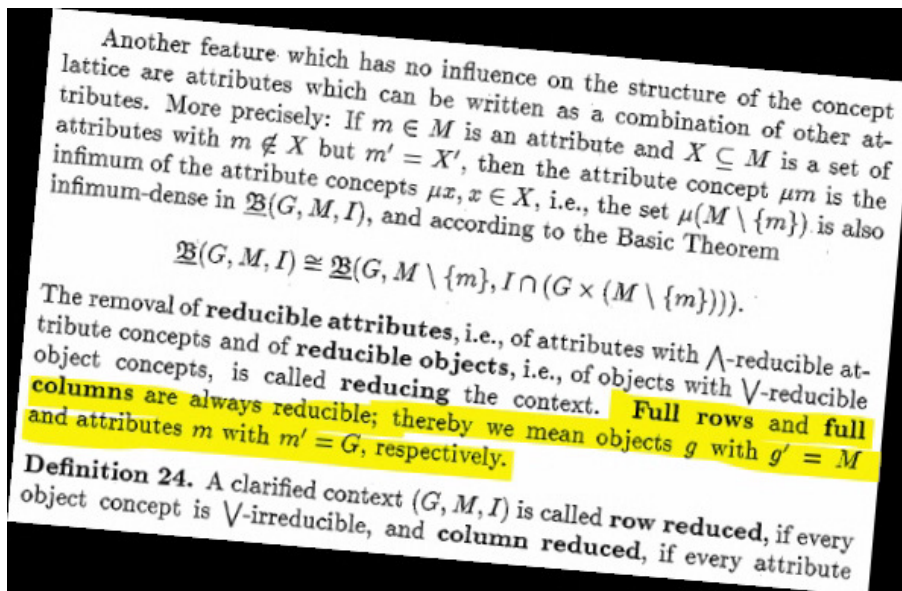 Another feature which has no influence on the structure of the concept
lattice are attributes which can be written as a combination of other at-
tributes. More precisely: If m ∈ M is an attribute and X ⊆ M is a set of
attributes with m ∉ X but m′ = X′, then the attribute concept μm is the
infimum of the attribute concepts μx, x ∈ X, i.e., the set μ(M \ {m}) is also
infimum-dense in 𝔅(G, M, I), and according to the Basic Theorem
𝔅(G, M, I) ≅ 𝔅(G, M \ {m}, I ∩ (G × (M \ {m}))).
The removal of reducible attributes, i.e., of attributes with ⋀-reducible at-
tribute concepts and of reducible objects, i.e., of objects with ⋁-reducible
object concepts, is called reducing the context. Full rows and full
columns are always reducible; thereby we mean objects g with g′ = M
and attributes m with m′ = G, respectively.
Definition 24. A clarified context (G, M, I) is called row reduced, if every
object concept is ⋁-irreducible, and column reduced, if every attribute